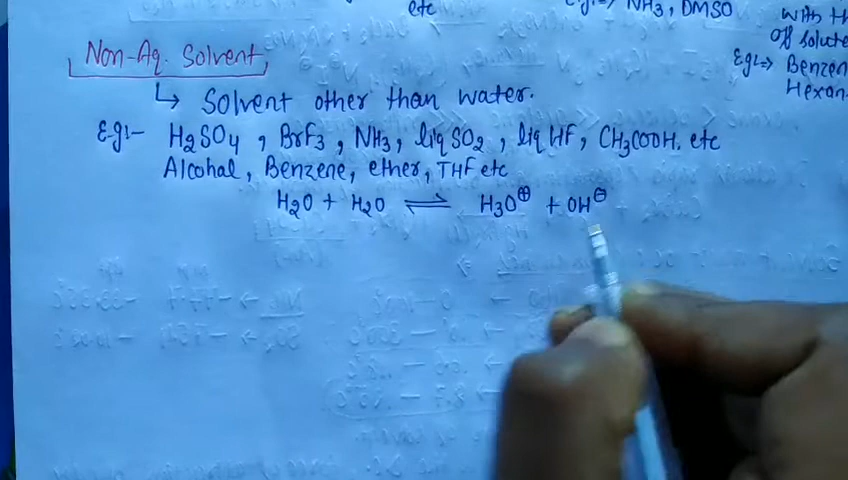 etc
NH3, DMSO
with
of solute
Eg:=> Benzen
Hexan
Non-Aq. Solvent
↳ Solvent other than water.
Eg:- H2SO4, BrF3, NH3, liq SO2, liq HF, CH3COOH. etc
Alcohal, Benzene, ether, THF etc
H2O + H2O ⇌ H3O⊕ + OH⊖